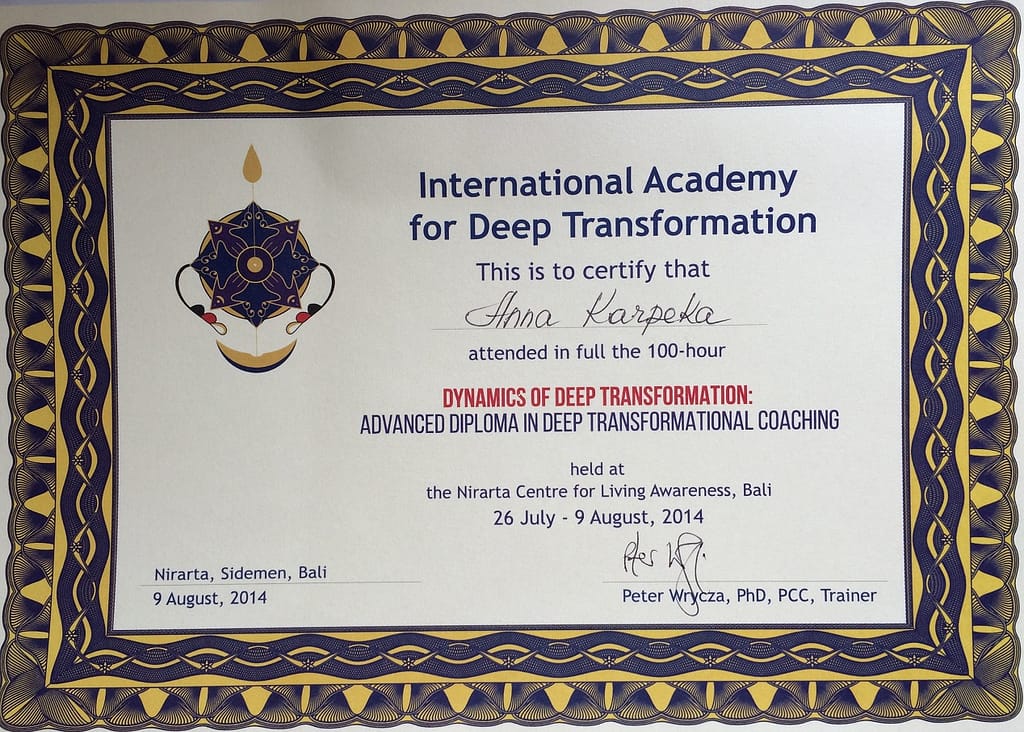 International Academy
for Deep Transformation
This is to certify that
Anna Karpeka
attended in full the 100-hour
DYNAMICS OF DEEP TRANSFORMATION:
ADVANCED DIPLOMA IN DEEP TRANSFORMATIONAL COACHING
held at
the Nirarta Centre for Living Awareness, Bali
26 July - 9 August, 2014
Nirarta, Sidemen, Bali
9 August, 2014
Peter Wrycza, PhD, PCC, Trainer